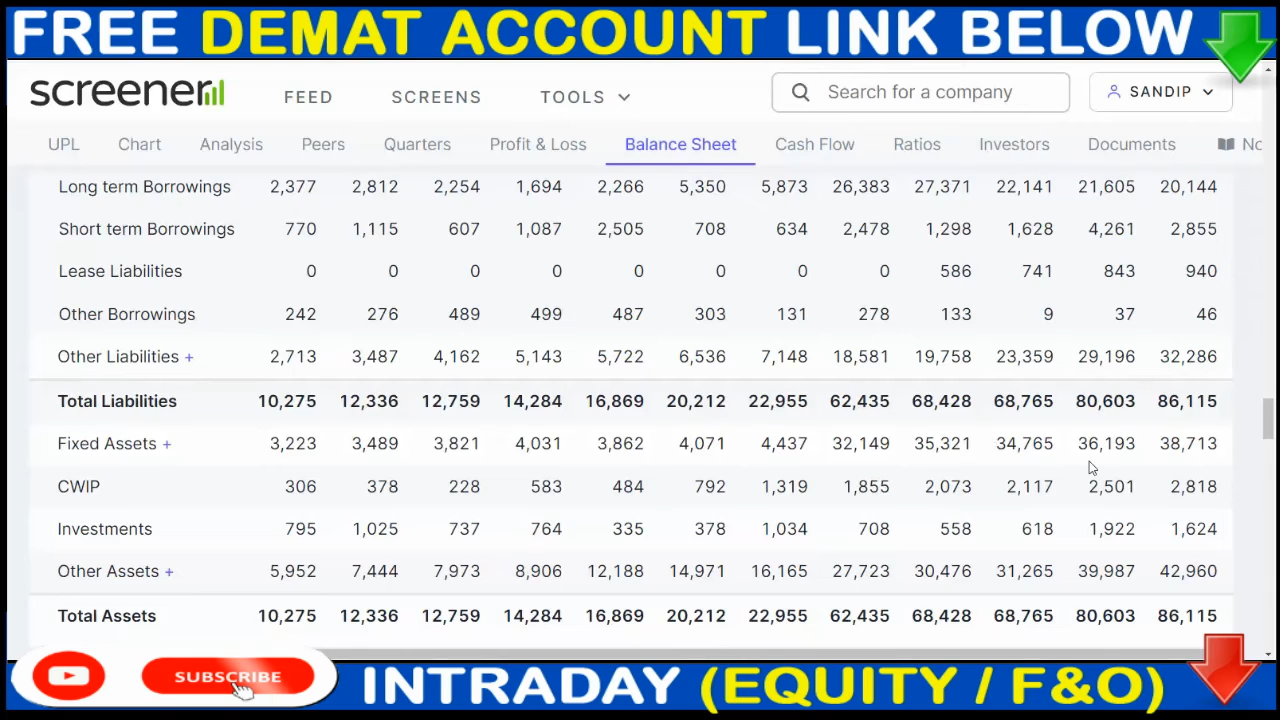 FREE DEMAT ACCOUNT LINK BELOW
screener FEED SCREENS TOOLS Search for a company SANDIP
UPL Chart Analysis Peers Quarters Profit & Loss Balance Sheet Cash Flow Ratios Investors Documents No
Long term Borrowings 2,377 2,812 2,254 1,694 2,266 5,350 5,873 26,383 27,371 22,141 21,605 20,144
Short term Borrowings 770 1,115 607 1,087 2,505 708 634 2,478 1,298 1,628 4,261 2,855
Lease Liabilities 0 0 0 0 0 0 0 0 586 741 843 940
Other Borrowings 242 276 489 499 487 303 131 278 133 9 37 46
Other Liabilities + 2,713 3,487 4,162 5,143 5,722 6,536 7,148 18,581 19,758 23,359 29,196 32,286
Total Liabilities 10,275 12,336 12,759 14,284 16,869 20,212 22,955 62,435 68,428 68,765 80,603 86,115
Fixed Assets + 3,223 3,489 3,821 4,031 3,862 4,071 4,437 32,149 35,321 34,765 36,193 38,713
CWIP 306 378 228 583 484 792 1,319 1,855 2,073 2,117 2,501 2,818
Investments 795 1,025 737 764 335 378 1,034 708 558 618 1,922 1,624
Other Assets + 5,952 7,444 7,973 8,906 12,188 14,971 16,165 27,723 30,476 31,265 39,987 42,960
Total Assets 10,275 12,336 12,759 14,284 16,869 20,212 22,955 62,435 68,428 68,765 80,603 86,115
SUBSCRIBE
INTRADAY (EQUITY / F&O)